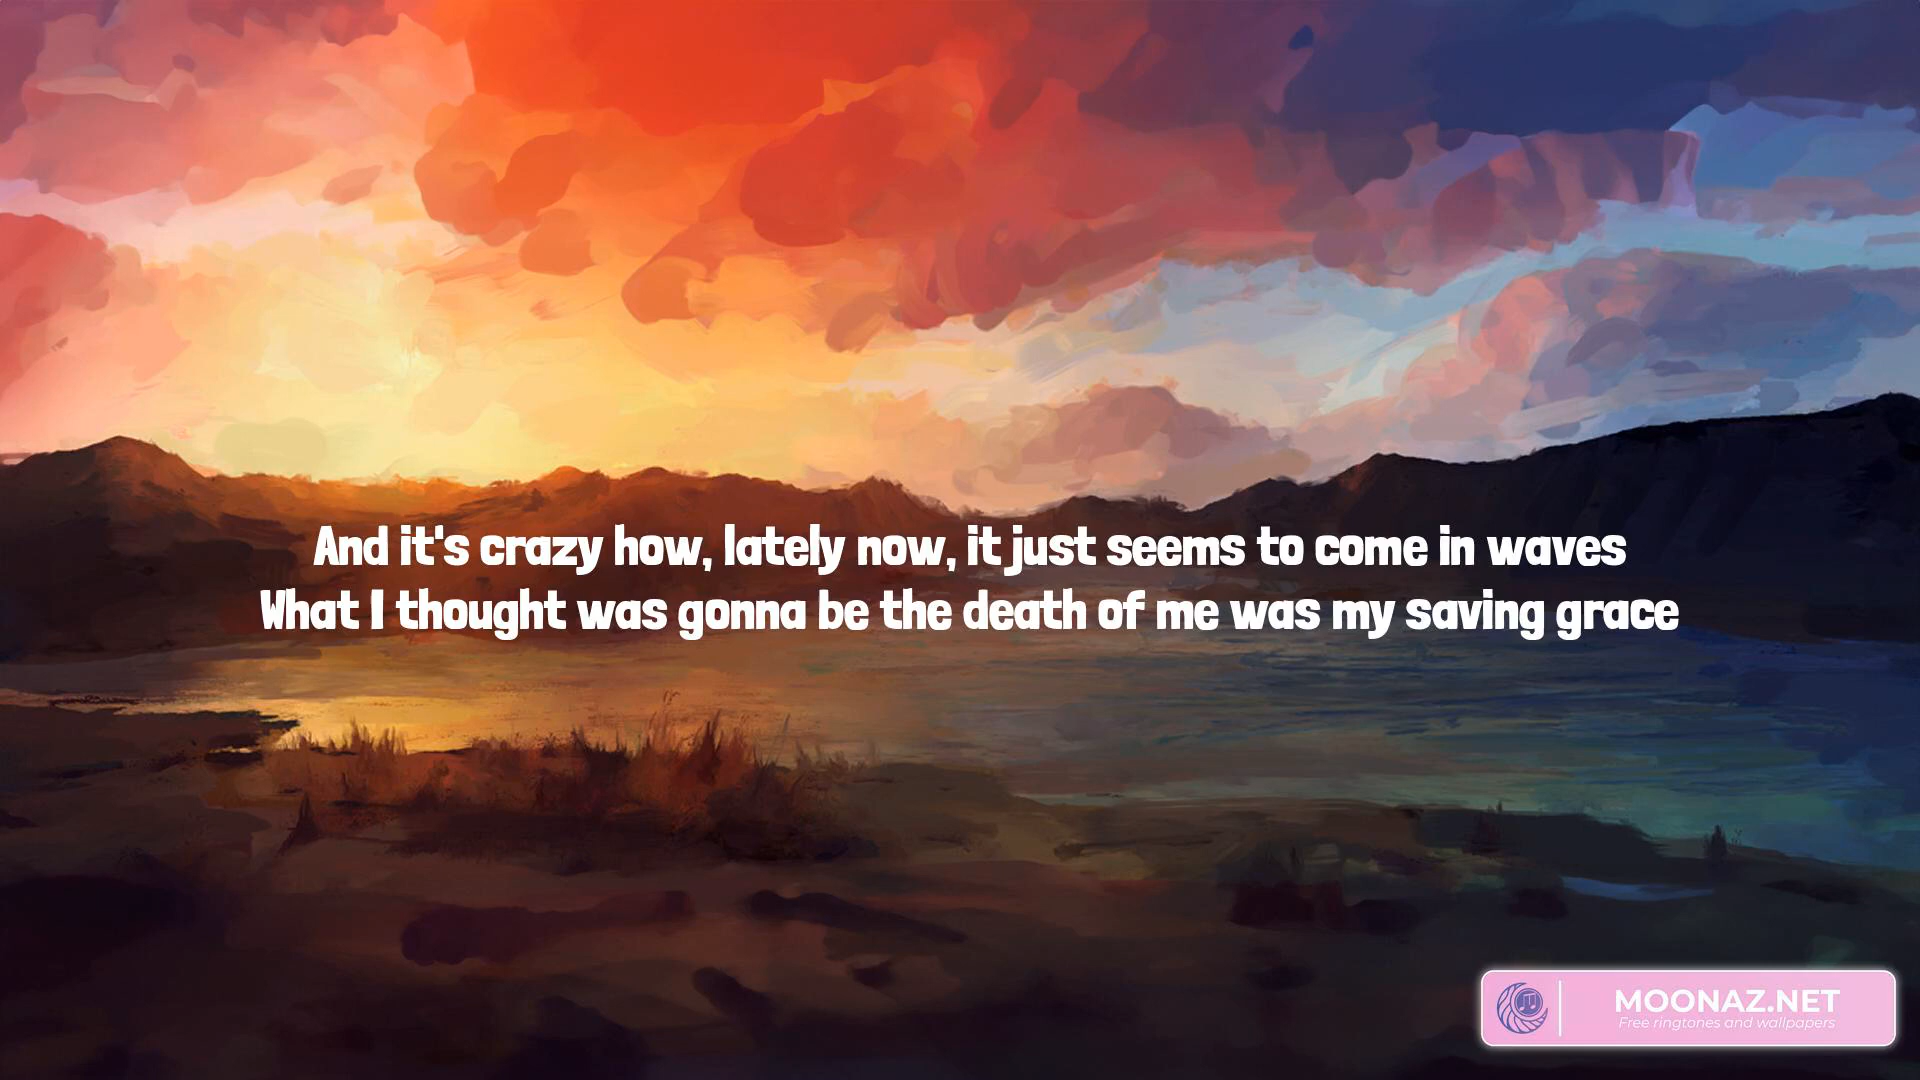 And it's crazy how, lately now, it just seems to come in waves
What I thought was gonna be the death of me was my saving grace
MOONAZ.NET
Free ringtones and wallpapers